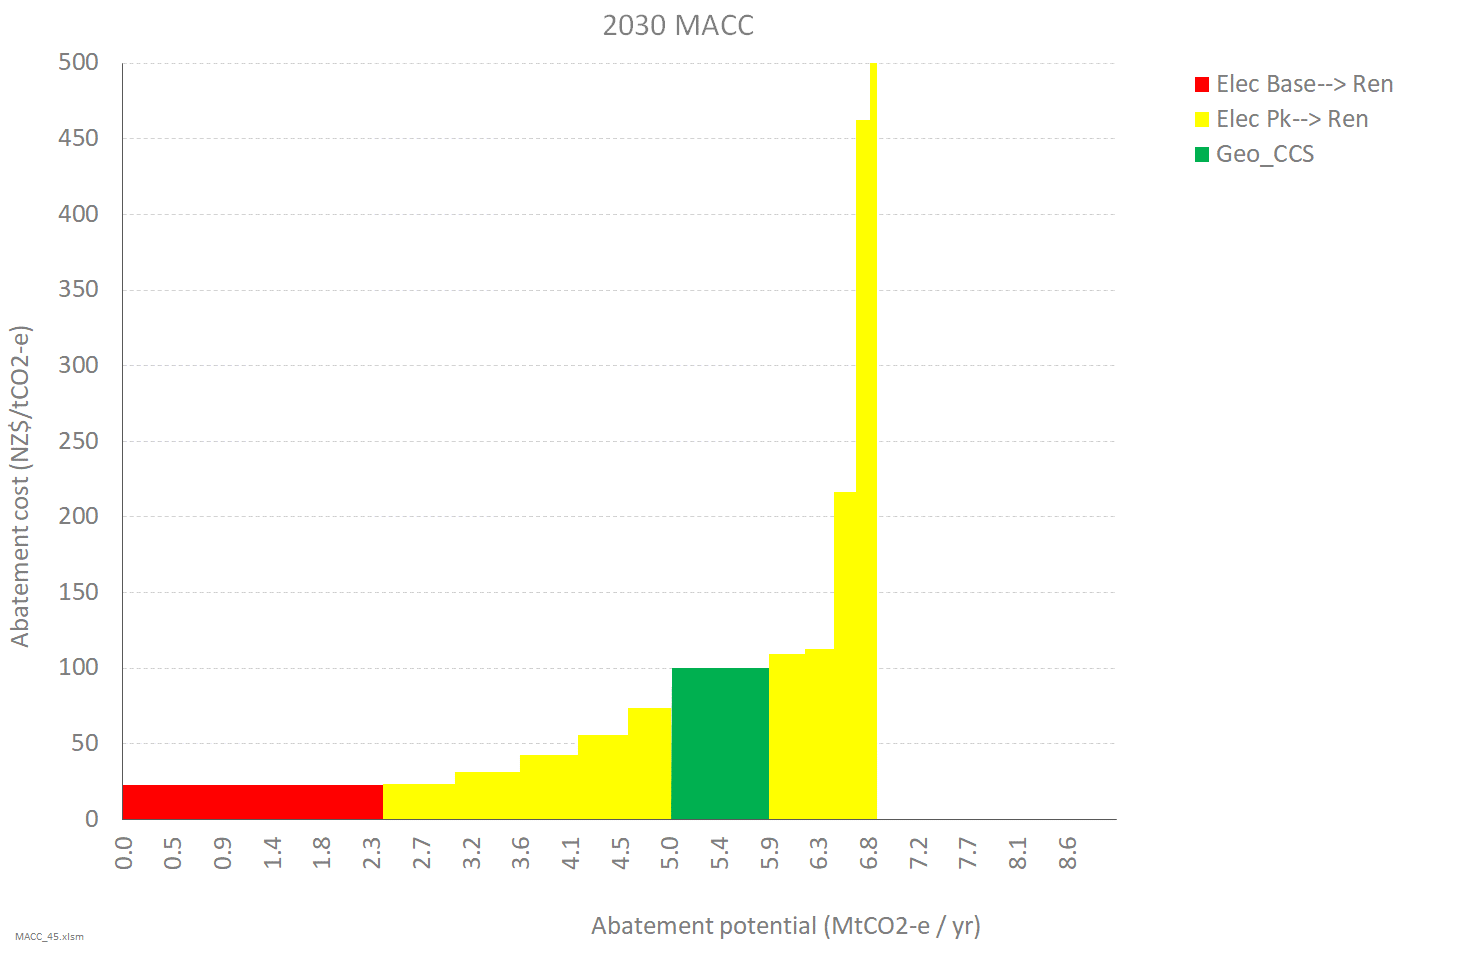 2030 MACC
500
450
400
350
300
250
200
150
100
50
0
Abatement cost (NZ$/tCO2-e)
0.0 0.5 0.9 1.4 1.8 2.3 2.7 3.2 3.6 4.1 4.5 5.0 5.4 5.9 6.3 6.8 7.2 7.7 8.1 8.6
Abatement potential (MtCO2-e / yr)
Elec Base--> Ren
Elec Pk--> Ren
Geo_CCS
MACC_45.xlsm